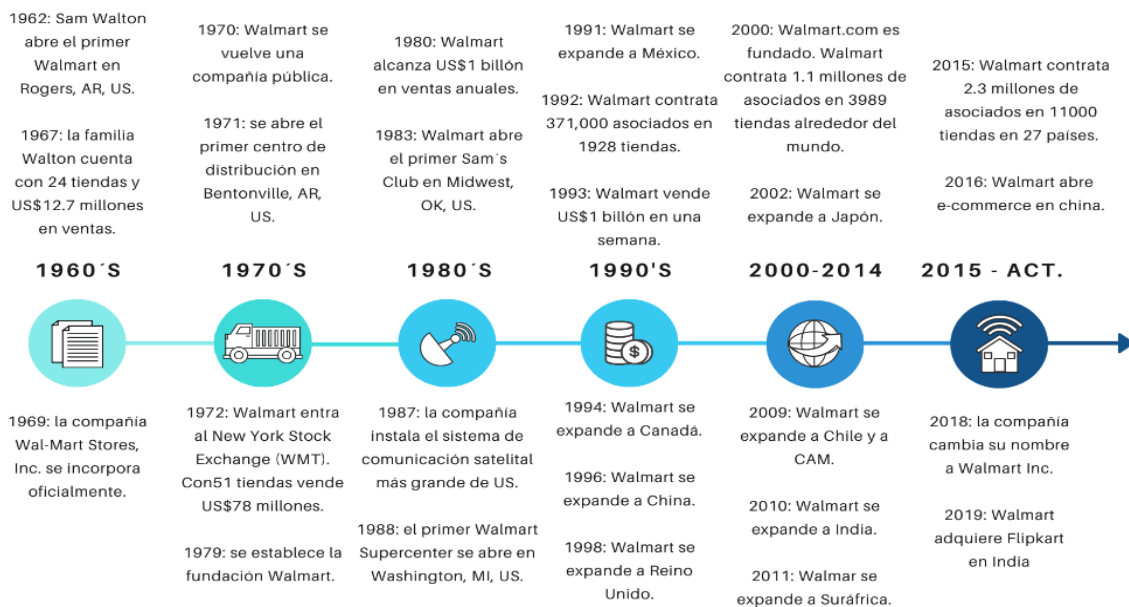 1962: Sam Walton
abre el primer
Walmart en
Rogers, AR, US.
1967: la familia
Walton cuenta
con 24 tiendas y
US$12.7 millones
en ventas.
1960´S
1969: la compañía
Wal-Mart Stores,
Inc. se incorpora
oficialmente.
1970: Walmart se
vuelve una
compañía pública.
1971: se abre el
primer centro de
distribución en
Bentonville, AR,
US.
1970´S
1972: Walmart entra
al New York Stock
Exchange (WMT).
Con51 tiendas vende
US$78 millones.
1979: se establece la
fundación Walmart.
1980: Walmart
alcanza US$1 billón
en ventas anuales.
1983: Walmart abre
el primer Sam´s
Club en Midwest,
OK, US.
1980´S
1987: la compañía
instala el sistema de
comunicación satelital
más grande de US.
1988: el primer Walmart
Supercenter se abre en
Washington, MI, US.
1991: Walmart se
expande a México.
1992: Walmart contrata
371,000 asociados en
1928 tiendas.
1993: Walmart vende
US$1 billón en una
semana.
1990'S
$
1994: Walmart se
expande a Canadá.
1996: Walmart se
expande a China.
1998: Walmart se
expande a Reino
Unido.
2000: Walmart.com es
fundado. Walmart
contrata 1.1 millones de
asociados en 3989
tiendas alrededor del
mundo.
2002: Walmart se
expande a Japón.
2000-2014
2009: Walmart se
expande a Chile y a
CAM.
2010: Walmart se
expande a India.
2011: Walmar se
expande a Suráfrica.
2015: Walmart contrata
2.3 millones de
asociados en 11000
tiendas en 27 países.
2016: Walmart abre
e-commerce en china.
2015 - ACT.
2018: la compañía
cambia su nombre
a Walmart Inc.
2019: Walmart
adquiere Flipkart
en India